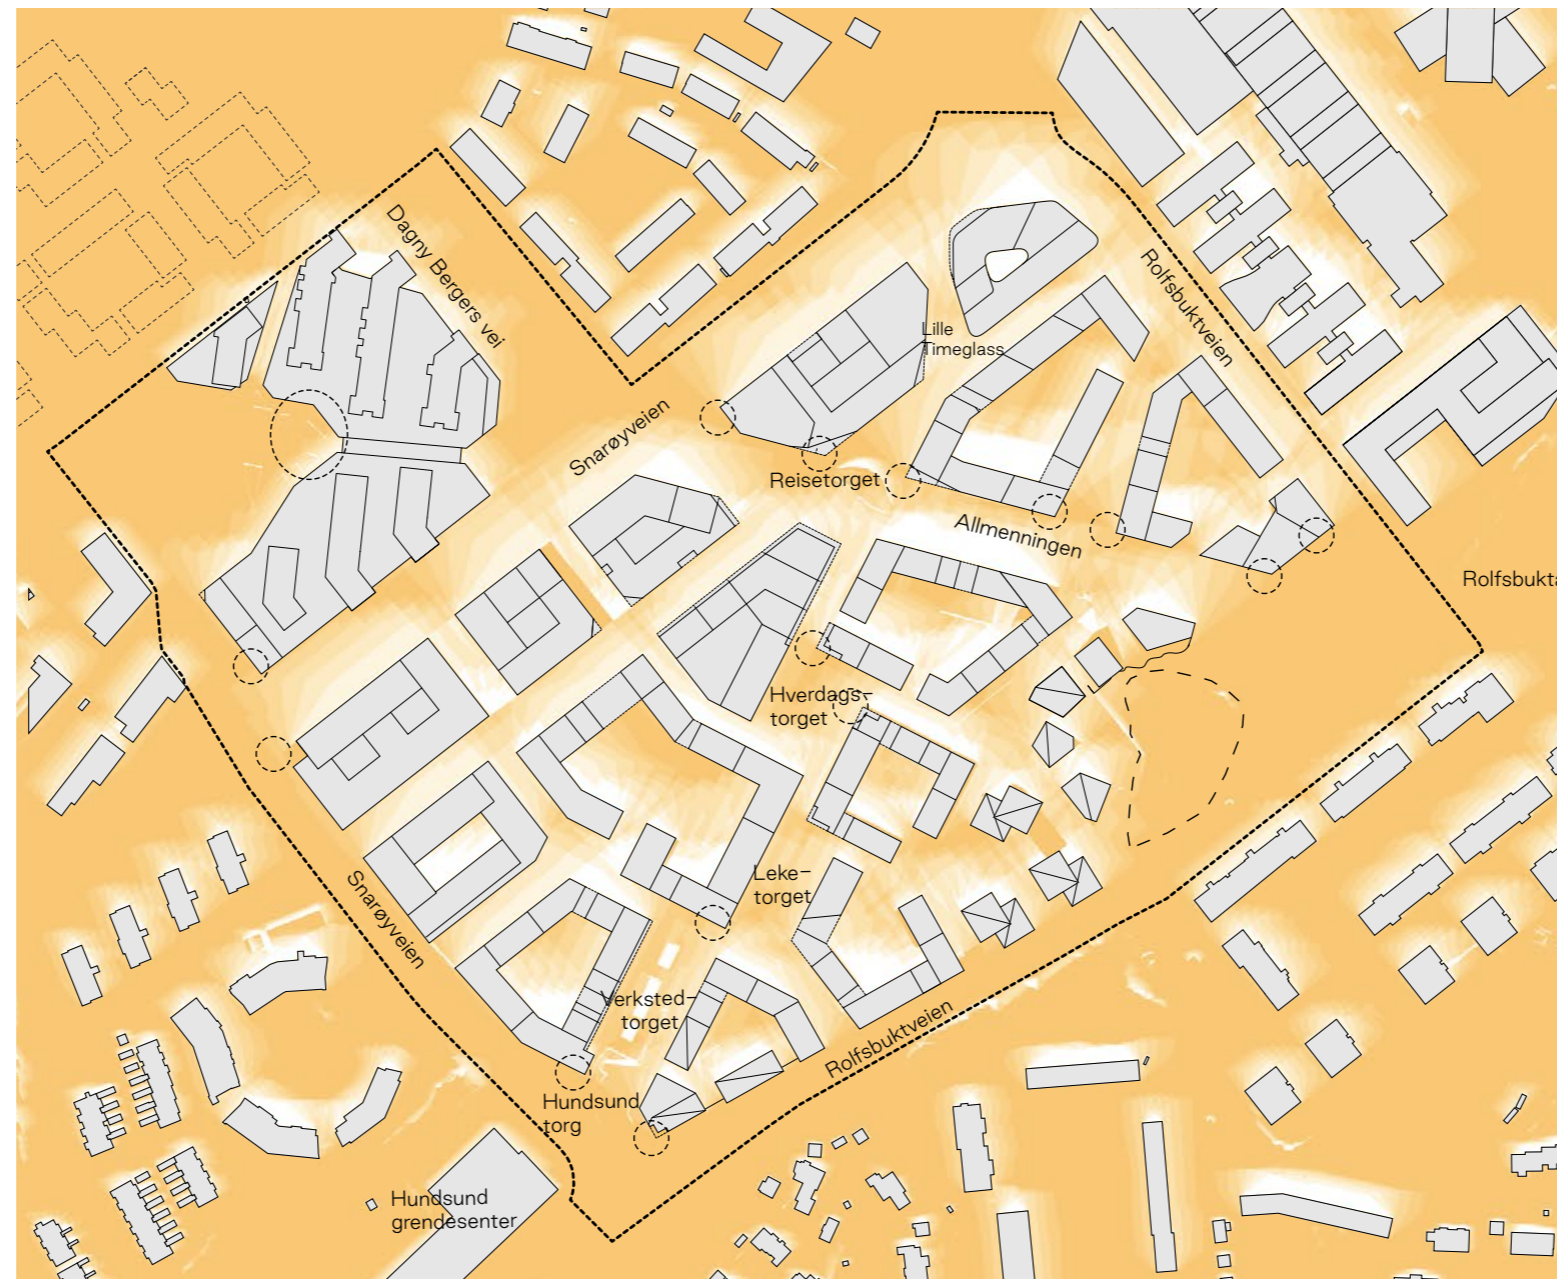 Dagny Bergers vei
Rolfsbuktveien
Lille
Timeglass
Snarøyveien
Reisetorget
Allmenningen
Rolfsbukta
Hverdags-
torget
Leke-
torget
Snarøyveien
Verksted-
torget
Rolfsbuktveien
Hundsund
torg
Hundsund
grendesenter